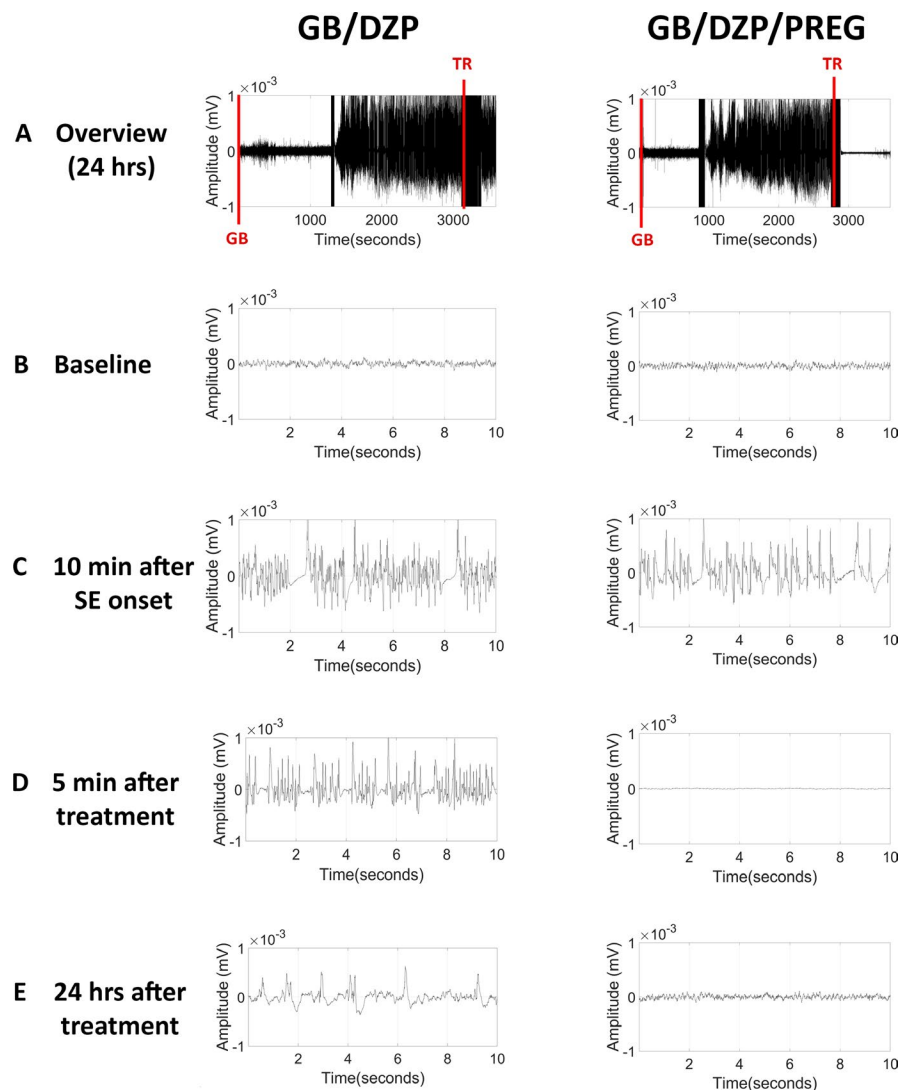 GB/DZP
GB/DZP/PREG
A Overview
(24 hrs)
×10⁻³
TR
Amplitude (mV)
1
0
-1
1000
2000
3000
GB
Time(seconds)
×10⁻³
TR
Amplitude (mV)
1
0
-1
1000
2000
3000
GB
Time(seconds)
B Baseline
×10⁻³
Amplitude (mV)
1
0
-1
2 4 6 8 10
Time(seconds)
×10⁻³
Amplitude (mV)
1
0
-1
2 4 6 8 10
Time(seconds)
C 10 min after
SE onset
×10⁻³
Amplitude (mV)
1
0
-1
2 4 6 8 10
Time(seconds)
×10⁻³
Amplitude (mV)
1
0
-1
2 4 6 8 10
Time(seconds)
D 5 min after
treatment
×10⁻³
Amplitude (mV)
1
0
-1
2 4 6 8 10
Time(seconds)
×10⁻³
Amplitude (mV)
1
0
-1
2 4 6 8 10
Time(seconds)
E 24 hrs after
treatment
×10⁻³
Amplitude (mV)
1
0
-1
2 4 6 8 10
Time(seconds)
×10⁻³
Amplitude (mV)
1
0
-1
2 4 6 8 10
Time(seconds)